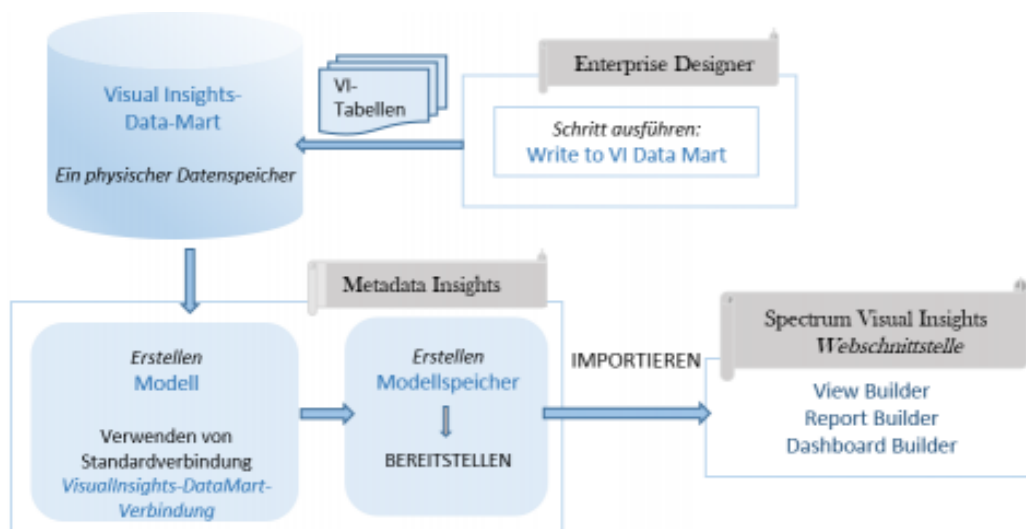 Visual Insights-
Data-Mart
Ein physischer Datenspeicher
VI-
Tabellen
Enterprise Designer
Schritt ausführen:
Write to VI Data Mart
Metadata Insights
Erstellen
Modell
Verwenden von
Standardverbindung
VisualInsights-DataMart-
Verbindung
Erstellen
Modellspeicher
BEREITSTELLEN
IMPORTIEREN
Spectrum Visual Insights
Webschnittstelle
View Builder
Report Builder
Dashboard Builder